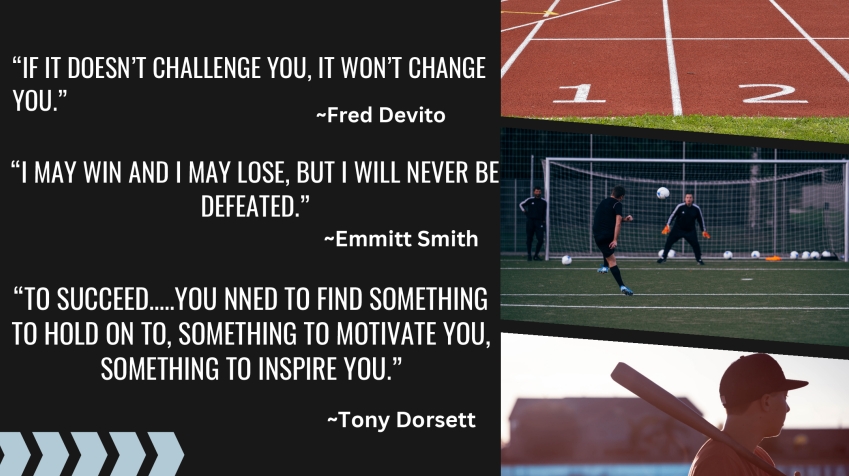 “IF IT DOESN’T CHALLENGE YOU, IT WON’T CHANGE
YOU.”
~Fred Devito
“I MAY WIN AND I MAY LOSE, BUT I WILL NEVER BE
DEFEATED.”
~Emmitt Smith
“TO SUCCEED.....YOU NNED TO FIND SOMETHING
TO HOLD ON TO, SOMETHING TO MOTIVATE YOU,
SOMETHING TO INSPIRE YOU.”
~Tony Dorsett
1 2